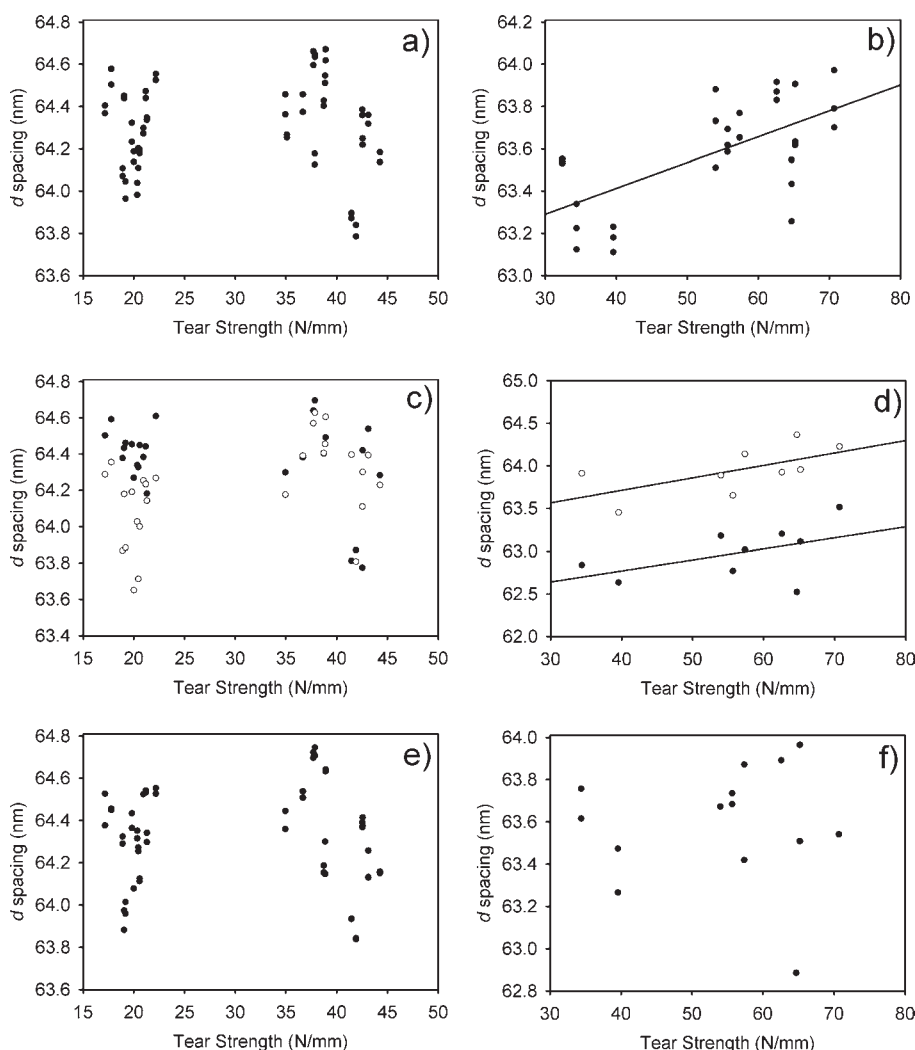 a)
d spacing (nm)
64.8
64.6
64.4
64.2
64.0
63.8
63.6
15 20 25 30 35 40 45 50
Tear Strength (N/mm)
b)
d spacing (nm)
64.2
64.0
63.8
63.6
63.4
63.2
63.0
30 40 50 60 70 80
Tear Strength (N/mm)
c)
d spacing (nm)
64.8
64.6
64.4
64.2
64.0
63.8
63.6
63.4
15 20 25 30 35 40 45 50
Tear Strength (N/mm)
d)
d spacing (nm)
65.0
64.5
64.0
63.5
63.0
62.5
62.0
30 40 50 60 70 80
Tear Strength (N/mm)
e)
d spacing (nm)
64.8
64.6
64.4
64.2
64.0
63.8
63.6
15 20 25 30 35 40 45 50
Tear Strength (N/mm)
f)
d spacing (nm)
64.0
63.8
63.6
63.4
63.2
63.0
62.8
30 40 50 60 70 80
Tear Strength (N/mm)